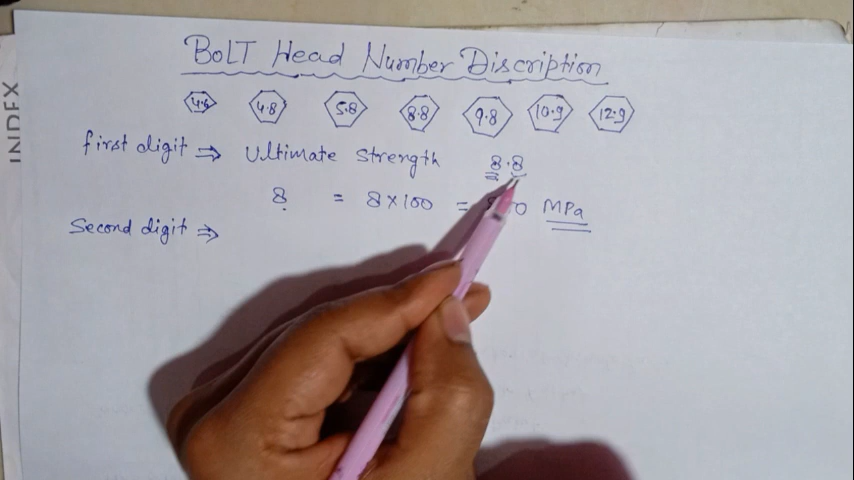 INDEX
BOLT Head Number Discription
4.6 4.8 5.8 8.8 9.8 10.9 12.9
first digit ⇒ Ultimate Strength 8.8
8 = 8×100 = MPa
Second digit ⇒